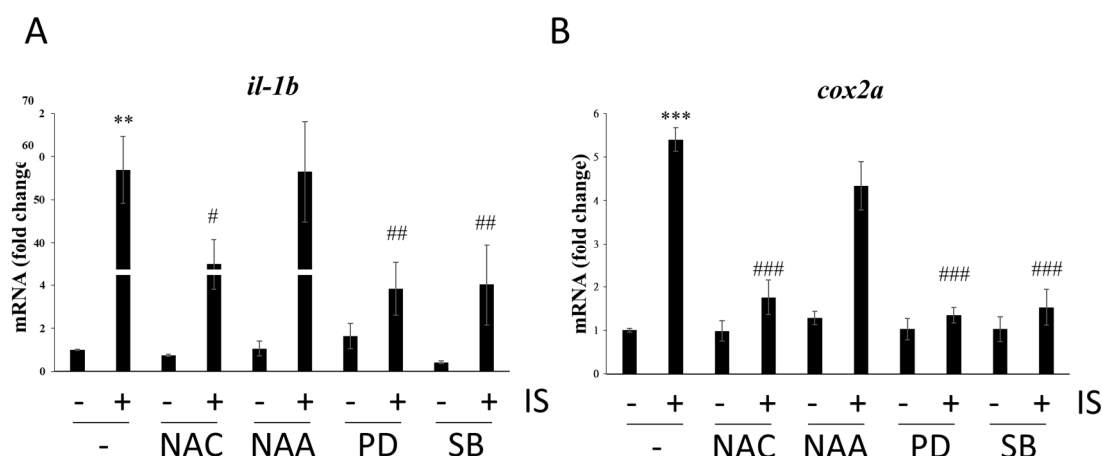 A
il-1b
mRNA (fold change)
70
2
60
0
50
40
4
2
0
**
#
##
##
- + - + - + - + - + IS
- NAC NAA PD SB
B
cox2a
mRNA (fold change)
6
5
4
3
2
1
0
***
###
###
###
- + - + - + - + - + IS
- NAC NAA PD SB